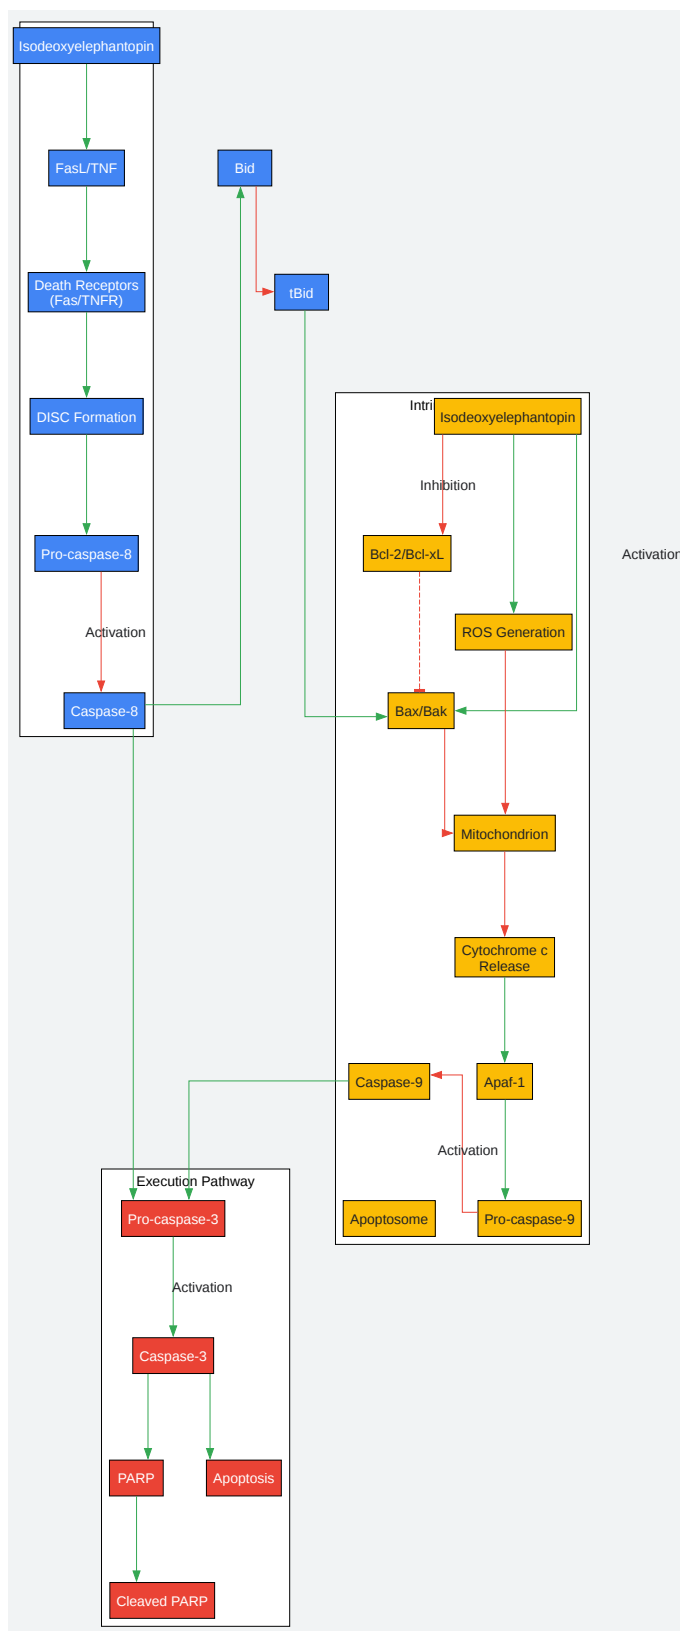 Isodeoxyelephantopin
FasL/TNF
Bid
Death Receptors
(Fas/TNFR)
tBid
Intri
Isodeoxyelephantopin
DISC Formation
Inhibition
Pro-caspase-8
Bcl-2/Bcl-xL
Activation
Activation
ROS Generation
Caspase-8
Bax/Bak
Mitochondrion
Cytochrome c
Release
Caspase-9
Apaf-1
Activation
Execution Pathway
Pro-caspase-3
Apoptosome
Pro-caspase-9
Activation
Caspase-3
PARP
Apoptosis
Cleaved PARP